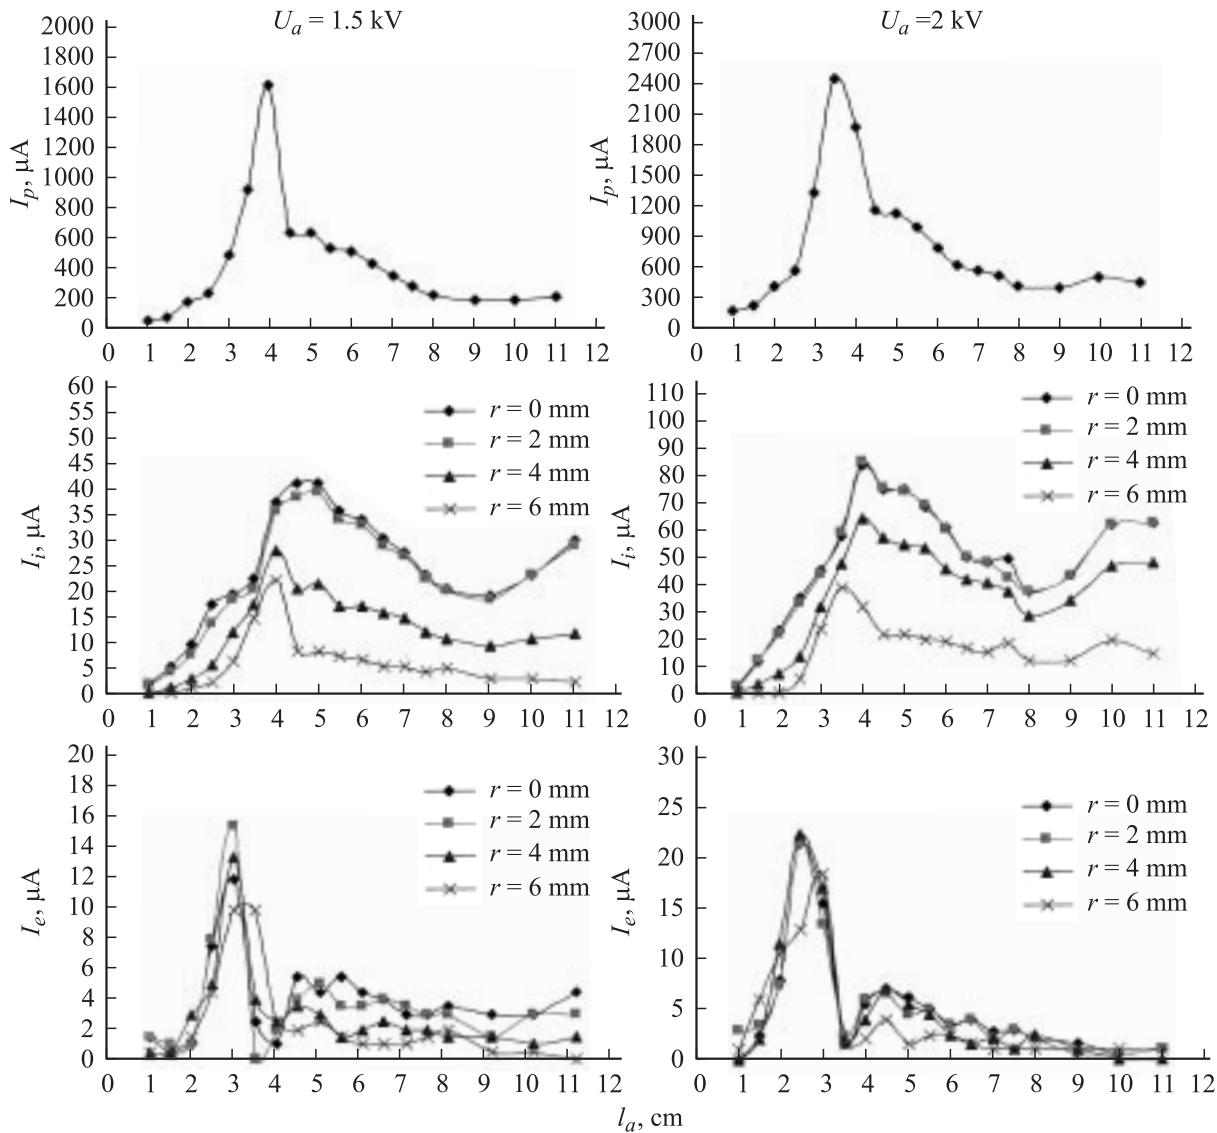 U_a = 1.5 kV
2000
1800
1600
1400
1200
1000
800
600
400
200
0
I_p, µA
0 1 2 3 4 5 6 7 8 9 10 11 12
U_a =2 kV
3000
2700
2400
2100
1800
1500
1200
900
600
300
0
I_p, µA
0 1 2 3 4 5 6 7 8 9 10 11 12
60
55
50
45
40
35
30
25
20
15
10
5
0
I_i, µA
r = 0 mm
r = 2 mm
r = 4 mm
r = 6 mm
0 1 2 3 4 5 6 7 8 9 10 11 12
110
100
90
80
70
60
50
40
30
20
10
0
I_i, µA
r = 0 mm
r = 2 mm
r = 4 mm
r = 6 mm
0 1 2 3 4 5 6 7 8 9 10 11 12
20
18
16
14
12
10
8
6
4
2
0
I_e, µA
r = 0 mm
r = 2 mm
r = 4 mm
r = 6 mm
0 1 2 3 4 5 6 7 8 9 10 11 12
30
25
20
15
10
5
0
I_e, µA
r = 0 mm
r = 2 mm
r = 4 mm
r = 6 mm
0 1 2 3 4 5 6 7 8 9 10 11 12
l_a, cm